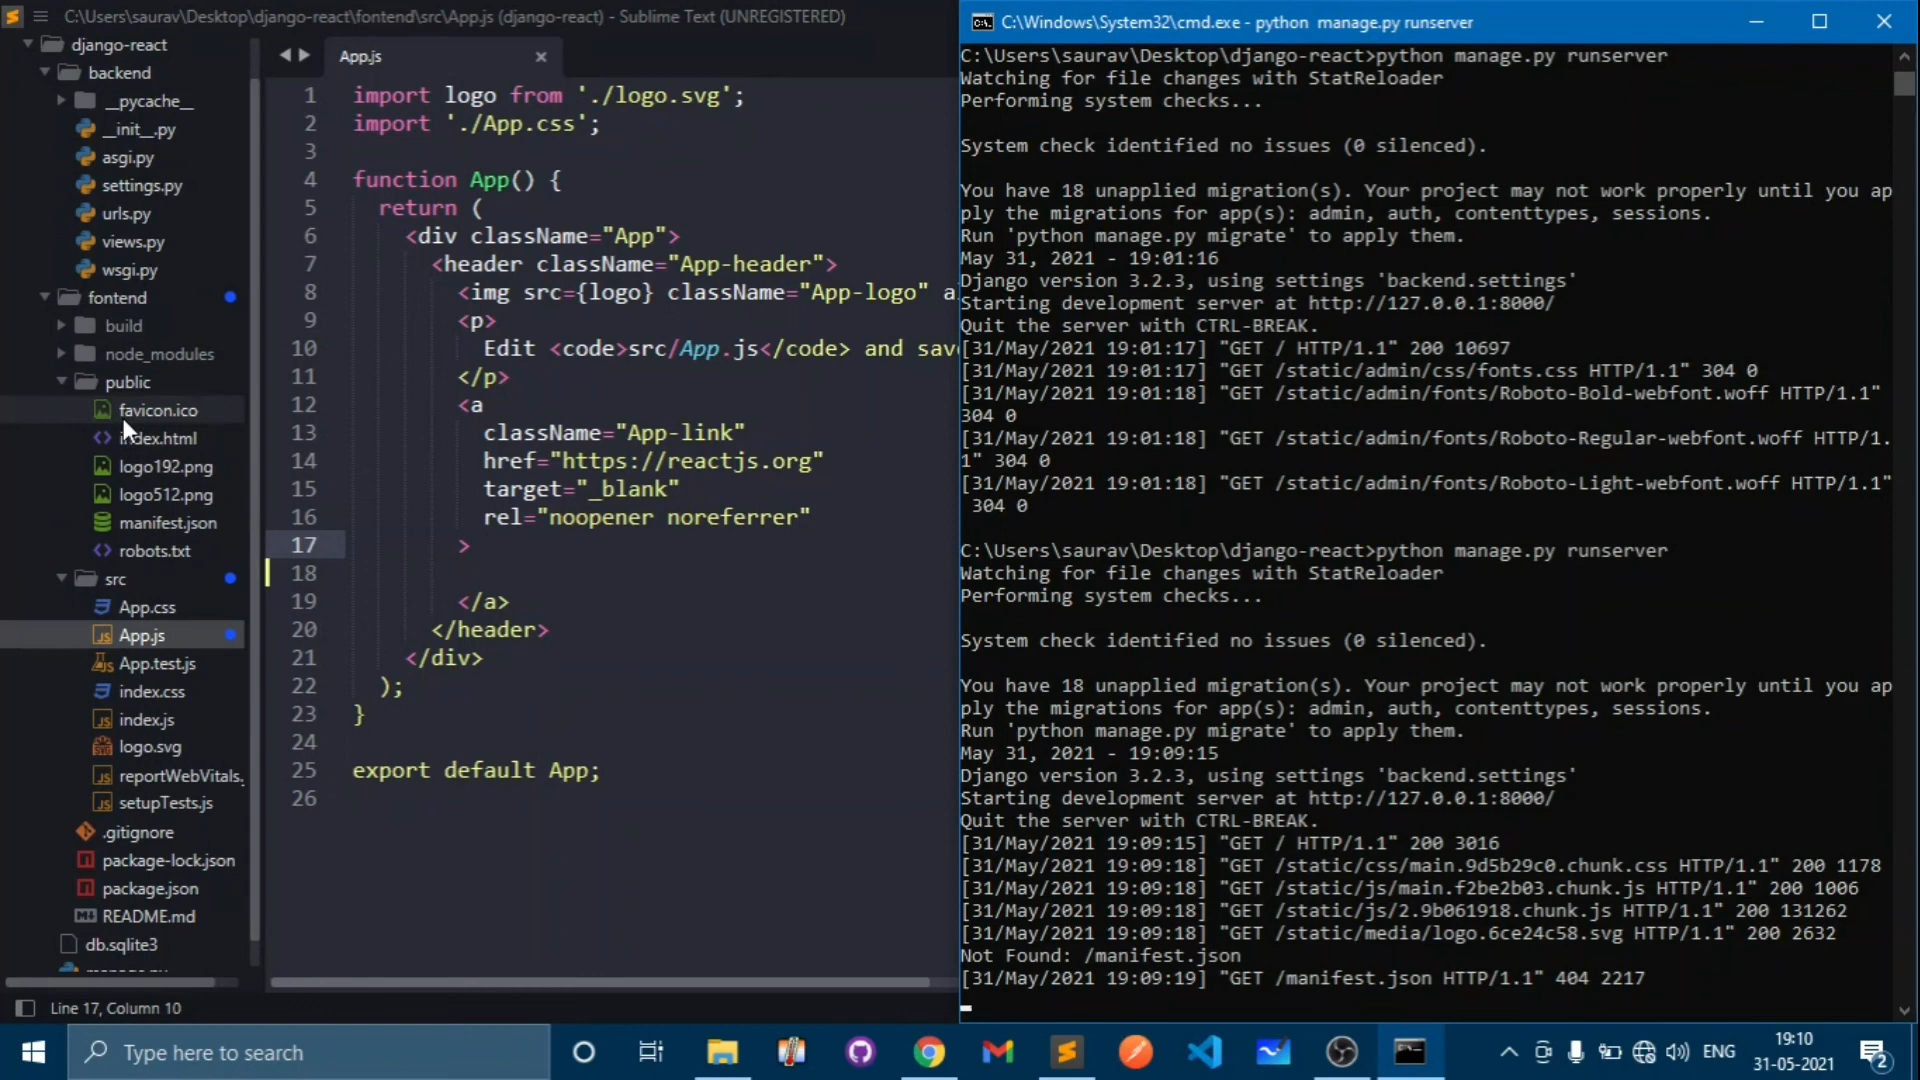 C:\Users\saurav\Desktop\django-react\fontend\src\App.js (django-react) - Sublime Text (UNREGISTERED)
django-react
backend
__pycache__
__init__.py
asgi.py
settings.py
urls.py
views.py
wsgi.py
fontend
build
node_modules
public
favicon.ico
index.html
logo192.png
logo512.png
manifest.json
robots.txt
src
App.css
App.js
App.test.js
index.css
index.js
logo.svg
reportWebVitals.
setupTests.js
.gitignore
package-lock.json
package.json
README.md
db.sqlite3
App.js
1 import logo from './logo.svg';
2 import './App.css';
3
4 function App() {
5 return (
6 <div className="App">
7 <header className="App-header">
8 <img src={logo} className="App-logo" a
9 <p>
10 Edit <code>src/App.js</code> and sav
11 </p>
12 <a
13 className="App-link"
14 href="https://reactjs.org"
15 target="_blank"
16 rel="noopener noreferrer"
17 >
18
19 </a>
20 </header>
21 </div>
22 );
23 }
24
25 export default App;
26
Line 17, Column 10
C:\Windows\System32\cmd.exe - python manage.py runserver
C:\Users\saurav\Desktop\django-react>python manage.py runserver
Watching for file changes with StatReloader
Performing system checks...
System check identified no issues (0 silenced).
You have 18 unapplied migration(s). Your project may not work properly until you ap
ply the migrations for app(s): admin, auth, contenttypes, sessions.
Run 'python manage.py migrate' to apply them.
May 31, 2021 - 19:01:16
Django version 3.2.3, using settings 'backend.settings'
Starting development server at http://127.0.0.1:8000/
Quit the server with CTRL-BREAK.
[31/May/2021 19:01:17] "GET / HTTP/1.1" 200 10697
[31/May/2021 19:01:17] "GET /static/admin/css/fonts.css HTTP/1.1" 304 0
[31/May/2021 19:01:18] "GET /static/admin/fonts/Roboto-Bold-webfont.woff HTTP/1.1"
304 0
[31/May/2021 19:01:18] "GET /static/admin/fonts/Roboto-Regular-webfont.woff HTTP/1.
1" 304 0
[31/May/2021 19:01:18] "GET /static/admin/fonts/Roboto-Light-webfont.woff HTTP/1.1"
304 0
C:\Users\saurav\Desktop\django-react>python manage.py runserver
Watching for file changes with StatReloader
Performing system checks...
System check identified no issues (0 silenced).
You have 18 unapplied migration(s). Your project may not work properly until you ap
ply the migrations for app(s): admin, auth, contenttypes, sessions.
Run 'python manage.py migrate' to apply them.
May 31, 2021 - 19:09:15
Django version 3.2.3, using settings 'backend.settings'
Starting development server at http://127.0.0.1:8000/
Quit the server with CTRL-BREAK.
[31/May/2021 19:09:15] "GET / HTTP/1.1" 200 3016
[31/May/2021 19:09:18] "GET /static/css/main.9d5b29c0.chunk.css HTTP/1.1" 200 1178
[31/May/2021 19:09:18] "GET /static/js/main.f2be2b03.chunk.js HTTP/1.1" 200 1006
[31/May/2021 19:09:18] "GET /static/js/2.9b061918.chunk.js HTTP/1.1" 200 131262
[31/May/2021 19:09:18] "GET /static/media/logo.6ce24c58.svg HTTP/1.1" 200 2632
Not Found: /manifest.json
[31/May/2021 19:09:19] "GET /manifest.json HTTP/1.1" 404 2217
Type here to search
ENG
19:10
31-05-2021
2